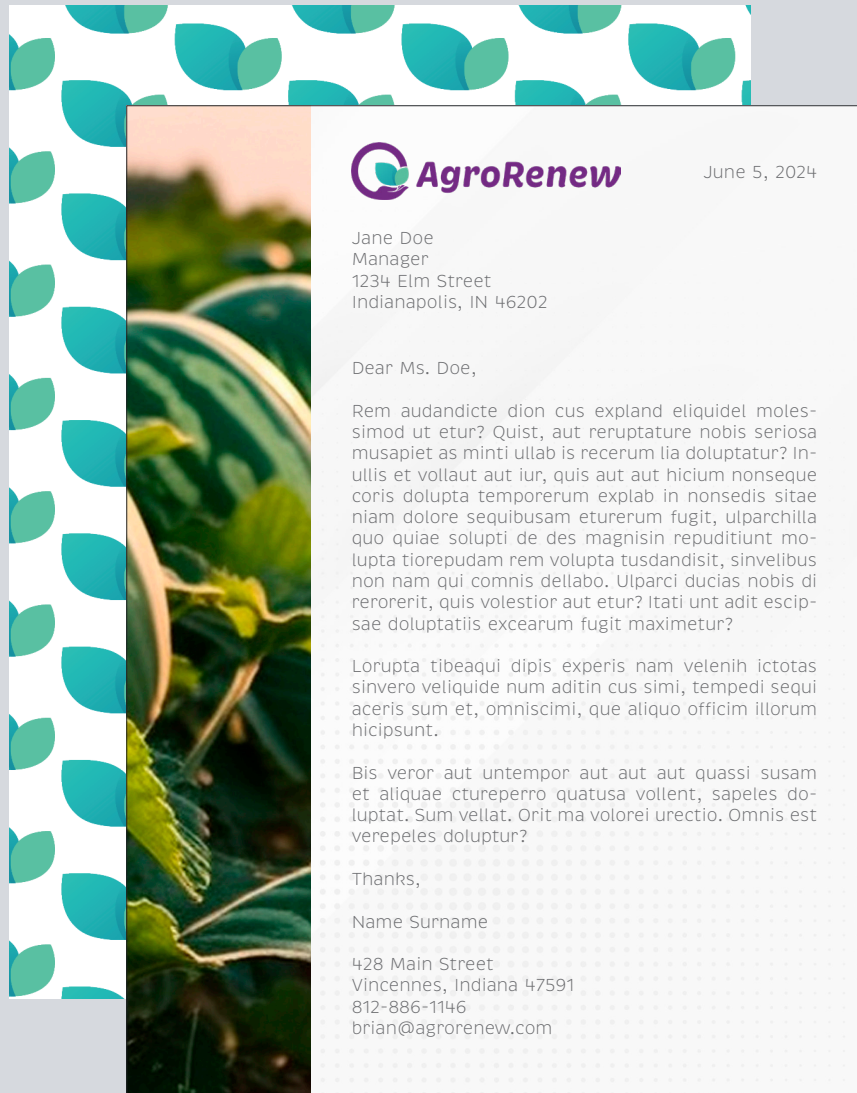 AgroRenew
June 5, 2024
Jane Doe
Manager
1234 Elm Street
Indianapolis, IN 46202
Dear Ms. Doe,
Rem audandicte dion cus expland eliquidel moles-
simod ut etur? Quist, aut reruptature nobis seriosa
musapiet as minti ullab is recerum lia doluptatur? In-
ullis et vollaut aut iur, quis aut aut hicium nonseque
coris dolupta temporerum explab in nonsedis sitae
niam dolore sequibusam eturerum fugit, ulparchilla
quo quiae solupti de des magnisin repuditiunt mo-
lupta tiorepudam rem volupta tusdandisit, sinvelibus
non nam qui comnis dellabo. Ulparci ducias nobis di
rerorerit, quis volestior aut etur? Itati unt adit escip-
sae doluptatiis excearum fugit maximetur?
Lorupta tibeaqui dipis experis nam velenih ictotas
sinvero veliquide num aditin cus simi, tempedi sequi
aceris sum et, omniscimi, que aliquo officim illorum
hicipsunt.
Bis veror aut untempor aut aut aut quassi susam
et aliquae ctureperro quatusa vollent, sapeles do-
luptat. Sum vellat. Orit ma volorei urectio. Omnis est
verepeles doluptur?
Thanks,
Name Surname
428 Main Street
Vincennes, Indiana 47591
812-886-1146
brian@agrorenew.com